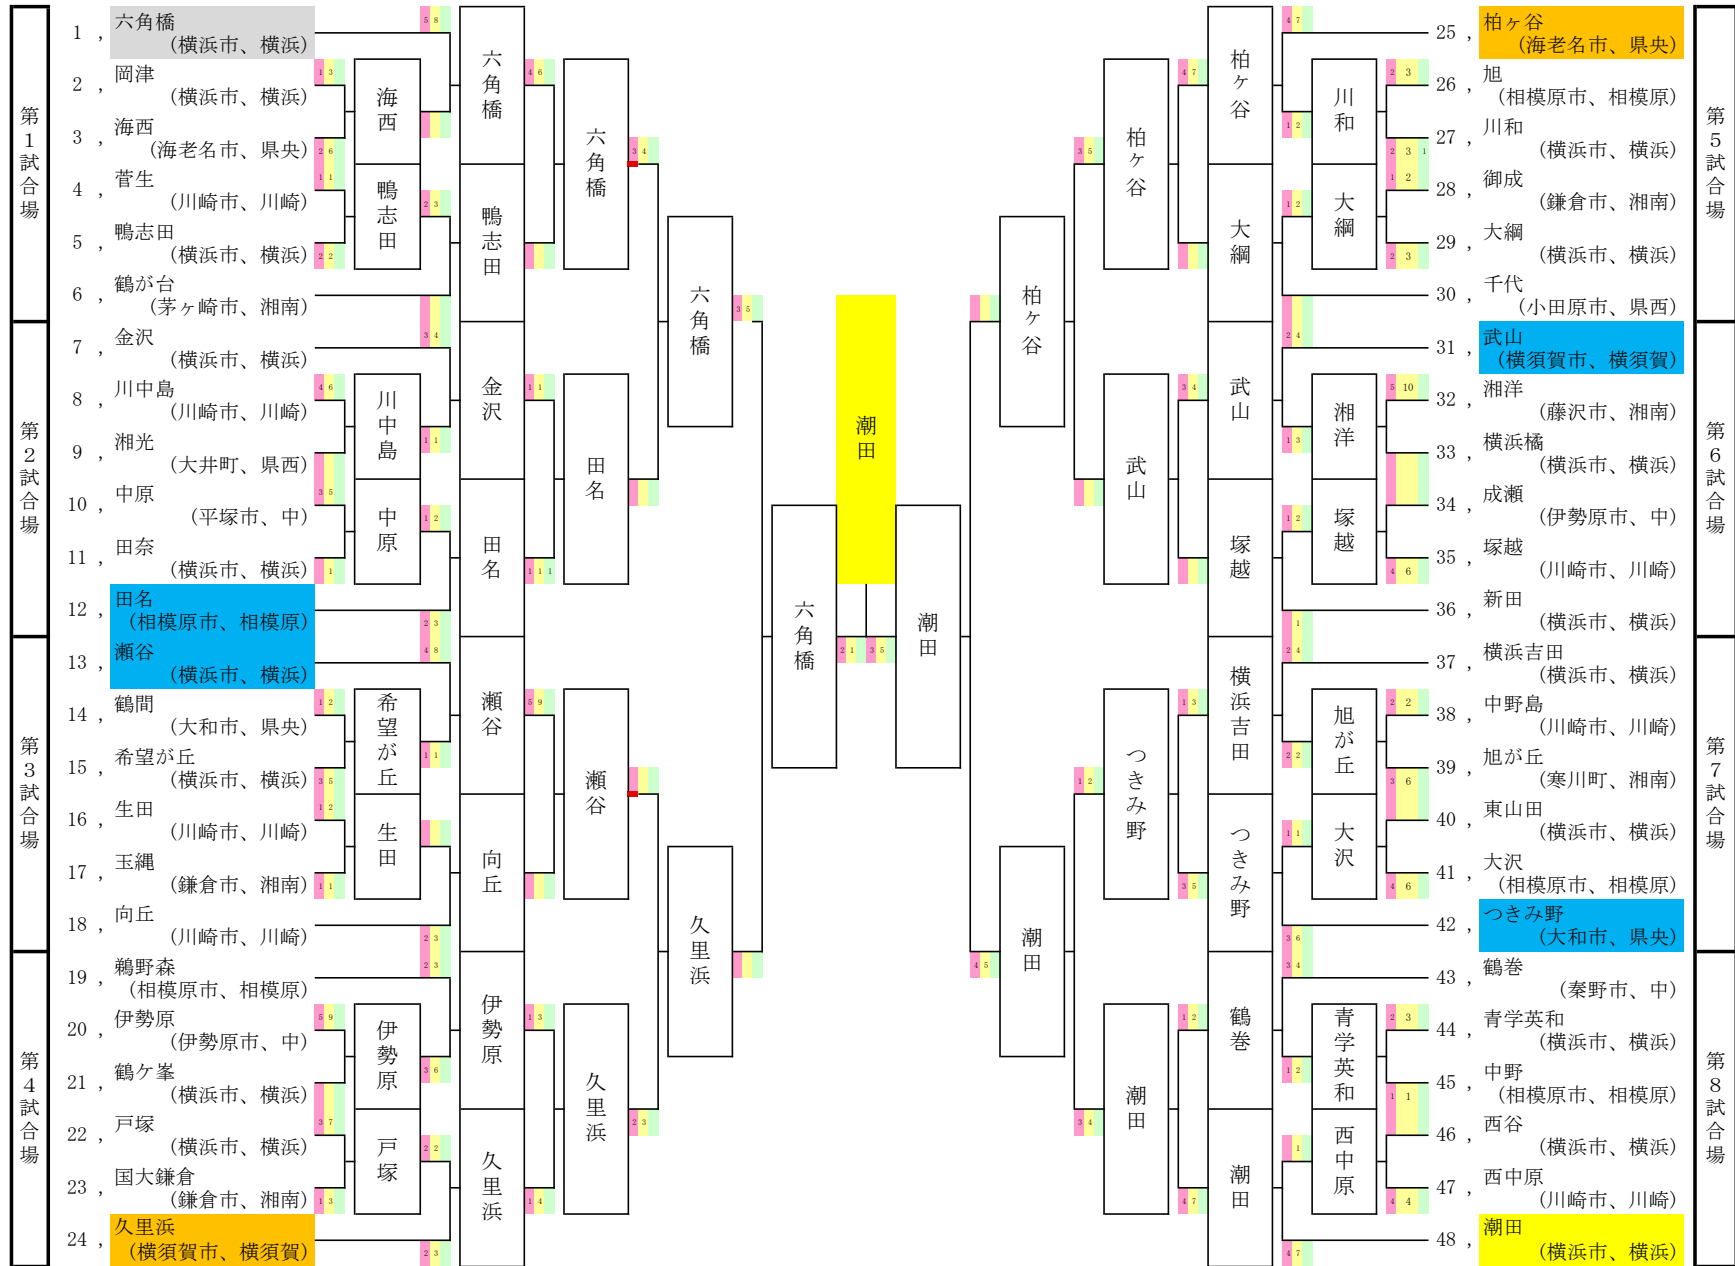 第1試合場
1 , 六角橋
(横浜市、横浜)
2 , 岡津
(横浜市、横浜)
3 , 海西
(海老名市、県央)
4 , 菅生
(川崎市、川崎)
5 , 鴨志田
(横浜市、横浜)
6 , 鶴が台
(茅ヶ崎市、湘南)
第2試合場
7 , 金沢
(横浜市、横浜)
8 , 川中島
(川崎市、川崎)
9 , 湘光
(大井町、県西)
10 , 中原
(平塚市、中)
11 , 田奈
(横浜市、横浜)
12 , 田名
(相模原市、相模原)
第3試合場
13 , 瀬谷
(横浜市、横浜)
14 , 鶴間
(大和市、県央)
15 , 希望が丘
(横浜市、横浜)
16 , 生田
(川崎市、川崎)
17 , 玉縄
(鎌倉市、湘南)
18 , 向丘
(川崎市、川崎)
第4試合場
19 , 鵜野森
(相模原市、相模原)
20 , 伊勢原
(伊勢原市、中)
21 , 鶴ケ峯
(横浜市、横浜)
22 , 戸塚
(横浜市、横浜)
23 , 国大鎌倉
(鎌倉市、湘南)
24 , 久里浜
(横須賀市、横須賀)
海西
鴨志田
川中島
中原
希望が丘
生田
伊勢原
戸塚
六角橋
鴨志田
金沢
田名
瀬谷
向丘
伊勢原
久里浜
六角橋
田名
瀬谷
久里浜
六角橋
久里浜
六角橋
潮田
潮田
柏ヶ谷
潮田
柏ヶ谷
武山
つきみ野
潮田
柏ヶ谷
大綱
武山
塚越
横浜吉田
つきみ野
鶴巻
潮田
川和
大綱
湘洋
塚越
旭が丘
大沢
青学英和
西中原
第5試合場
25 , 柏ヶ谷
(海老名市、県央)
26 , 旭
(相模原市、相模原)
27 , 川和
(横浜市、横浜)
28 , 御成
(鎌倉市、湘南)
29 , 大綱
(横浜市、横浜)
30 , 千代
(小田原市、県西)
第6試合場
31 , 武山
(横須賀市、横須賀)
32 , 湘洋
(藤沢市、湘南)
33 , 横浜橘
(横浜市、横浜)
34 , 成瀬
(伊勢原市、中)
35 , 塚越
(川崎市、川崎)
36 , 新田
(横浜市、横浜)
第7試合場
37 , 横浜吉田
(横浜市、横浜)
38 , 中野島
(川崎市、川崎)
39 , 旭が丘
(寒川町、湘南)
40 , 東山田
(横浜市、横浜)
41 , 大沢
(相模原市、相模原)
42 , つきみ野
(大和市、県央)
第8試合場
43 , 鶴巻
(秦野市、中)
44 , 青学英和
(横浜市、横浜)
45 , 中野
(相模原市、相模原)
46 , 西谷
(横浜市、横浜)
47 , 西中原
(川崎市、川崎)
48 , 潮田
(横浜市、横浜)